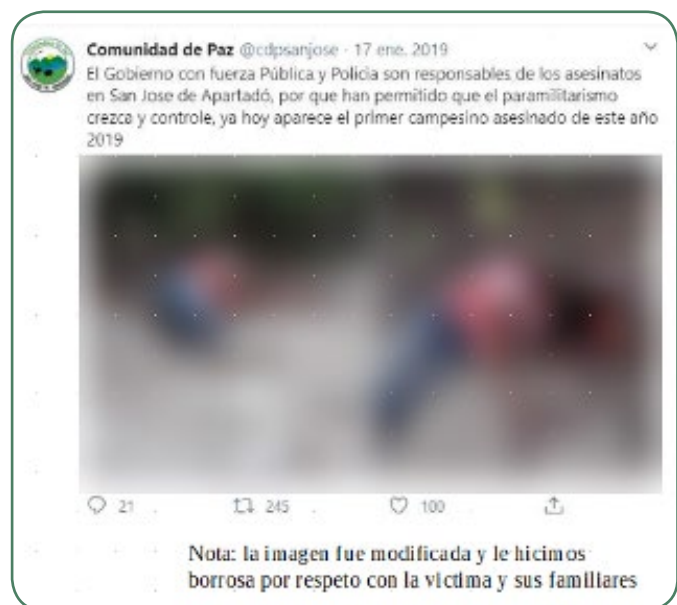 Comunidad de Paz @cdpsanjose · 17 ene. 2019
El Gobierno con fuerza Pública y Policia son responsables de los asesinatos
en San Jose de Apartadó, por que han permitido que el paramilitarismo
crezca y controle, ya hoy aparece el primer campesino asesinado de este año
2019
21 245 100
Nota: la imagen fue modificada y le hicimos
borrosa por respeto con la victima y sus familiares